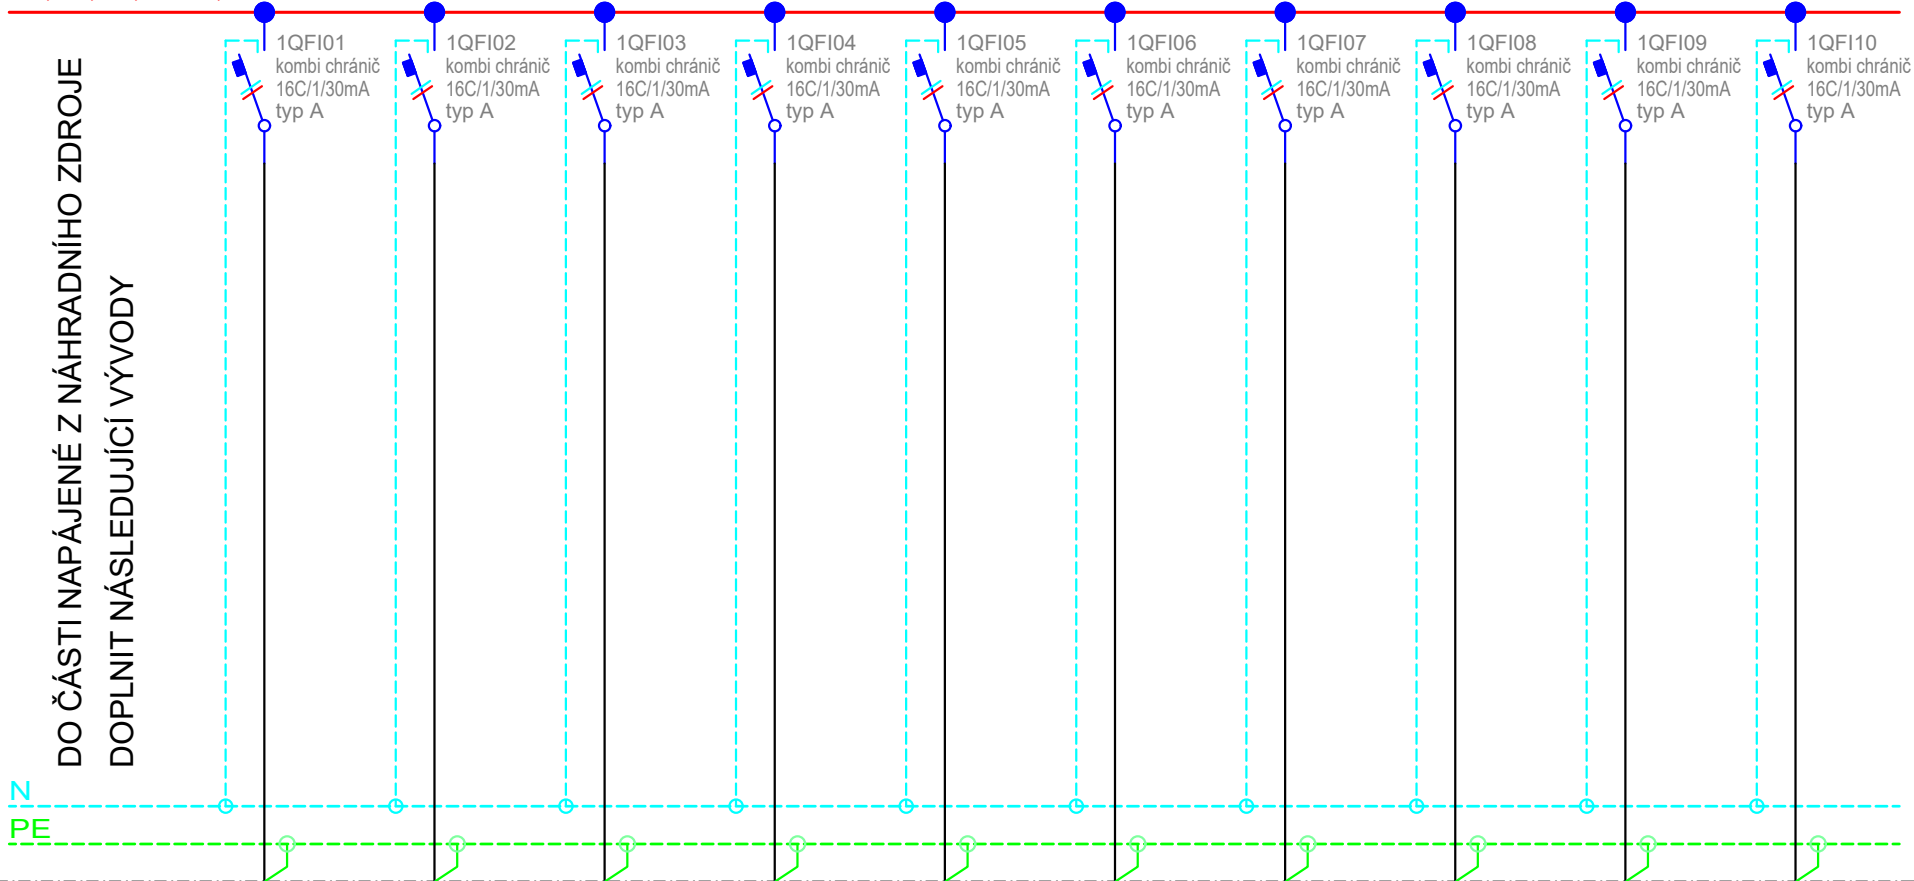 DO ČÁSTI NAPÁJENÉ Z NÁHRADNÍHO ZDROJE
DOPLNIT NÁSLEDUJÍCÍ VÝVODY
1QFI01
kombi chránič
16C/1/30mA
typ A
1QFI02
kombi chránič
16C/1/30mA
typ A
1QFI03
kombi chránič
16C/1/30mA
typ A
1QFI04
kombi chránič
16C/1/30mA
typ A
1QFI05
kombi chránič
16C/1/30mA
typ A
1QFI06
kombi chránič
16C/1/30mA
typ A
1QFI07
kombi chránič
16C/1/30mA
typ A
1QFI08
kombi chránič
16C/1/30mA
typ A
1QFI09
kombi chránič
16C/1/30mA
typ A
1QFI10
kombi chránič
16C/1/30mA
typ A
N
PE